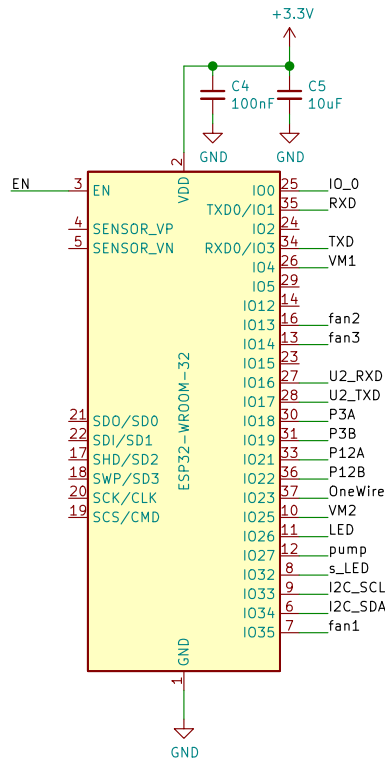 +3.3V
C4
100nF
C5
10uF
GND
GND
2
VDD
EN 3 EN
4 SENSOR_VP
5 SENSOR_VN
21 SDO/SD0
22 SDI/SD1
17 SHD/SD2
18 SWP/SD3
20 SCK/CLK
19 SCS/CMD
ESP32-WROOM-32
IO0 25 IO_0
TXD0/IO1 35 RXD
IO2 24
RXD0/IO3 34 TXD
IO4 26 VM1
IO5 29
IO12 14
IO13 16 fan2
IO14 13 fan3
IO15 23
IO16 27 U2_RXD
IO17 28 U2_TXD
IO18 30 P3A
IO19 31 P3B
IO21 33 P12A
IO22 36 P12B
IO23 37 OneWire
IO25 10 VM2
IO26 11 LED
IO27 12 pump
IO32 8 s_LED
IO33 9 I2C_SCL
IO34 6 I2C_SDA
IO35 7 fan1
GND
1
GND